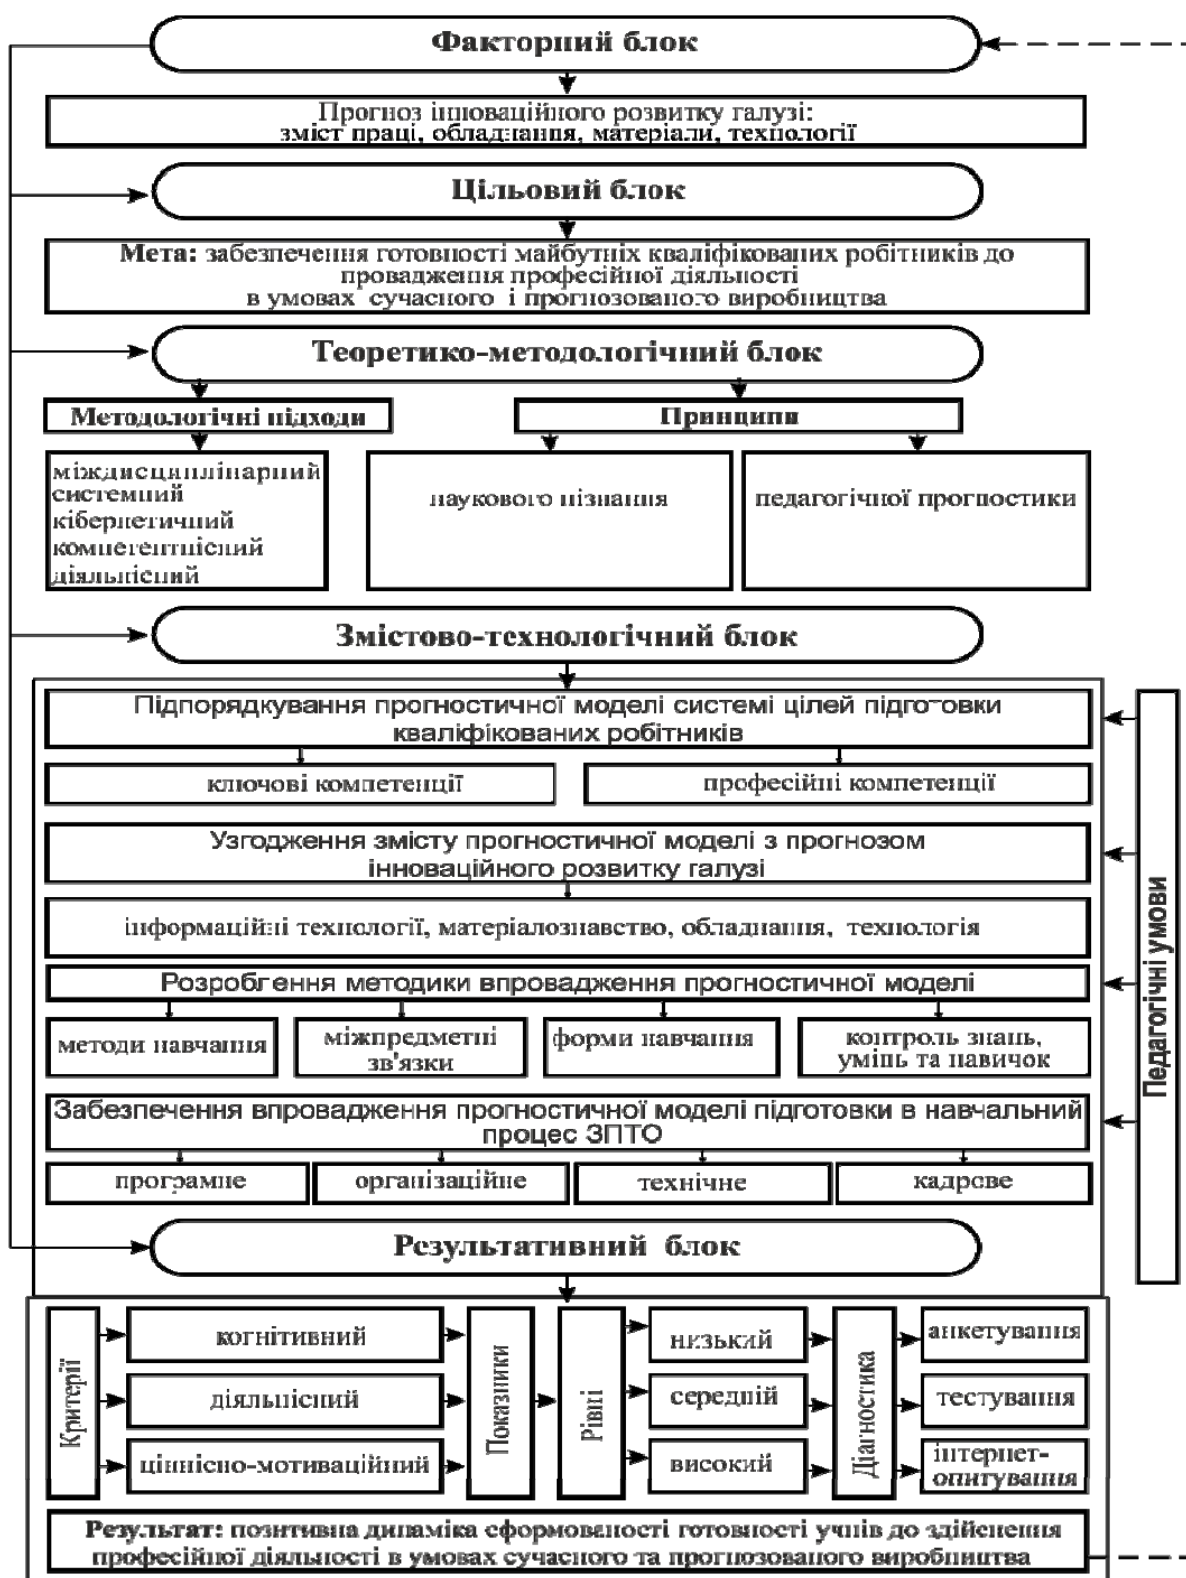 Факторний блок
Прогноз інноваційного розвитку галузі:
зміст праці, обладнання, матеріали, технології
Цільовий блок
Мета: забезпечення готовності майбутніх кваліфікованих робітників до
провадження професійної діяльності
в умовах сучасного і прогнозованого виробництва
Теоретико-методологічний блок
Методологічні підходи
Принципи
міждисциплінарний
системний
кібернетичний
компетентнісний
діяльнісний
наукового пізнання
педагогічної прогностики
Змістово-технологічний блок
Підпорядкування прогностичної моделі системі цілей підготовки
кваліфікованих робітників
ключові компетенції
професійні компетенції
Узгодження змісту прогностичної моделі з прогнозом
інноваційного розвитку галузі
інформаційні технології, матеріалознавство, обладнання, технологія
Розроблення методики впровадження прогностичної моделі
методи навчання
міжпредметні
зв'язки
форми навчання
контроль знань,
умінь та навичок
Забезпечення впровадження прогностичної моделі підготовки в навчальний
процес ЗПТО
програмне
організаційне
технічне
кадрове
Педагогічні умови
Результативний блок
Критерії
когнітивний
діяльнісний
ціннісно-мотиваційний
Показники
Рівні
низький
середній
високий
Діагностика
анкетування
тестування
інтернет-
опитування
Результат: позитивна динаміка сформованості готовності учнів до здійснення
професійної діяльності в умовах сучасного та прогнозованого виробництва